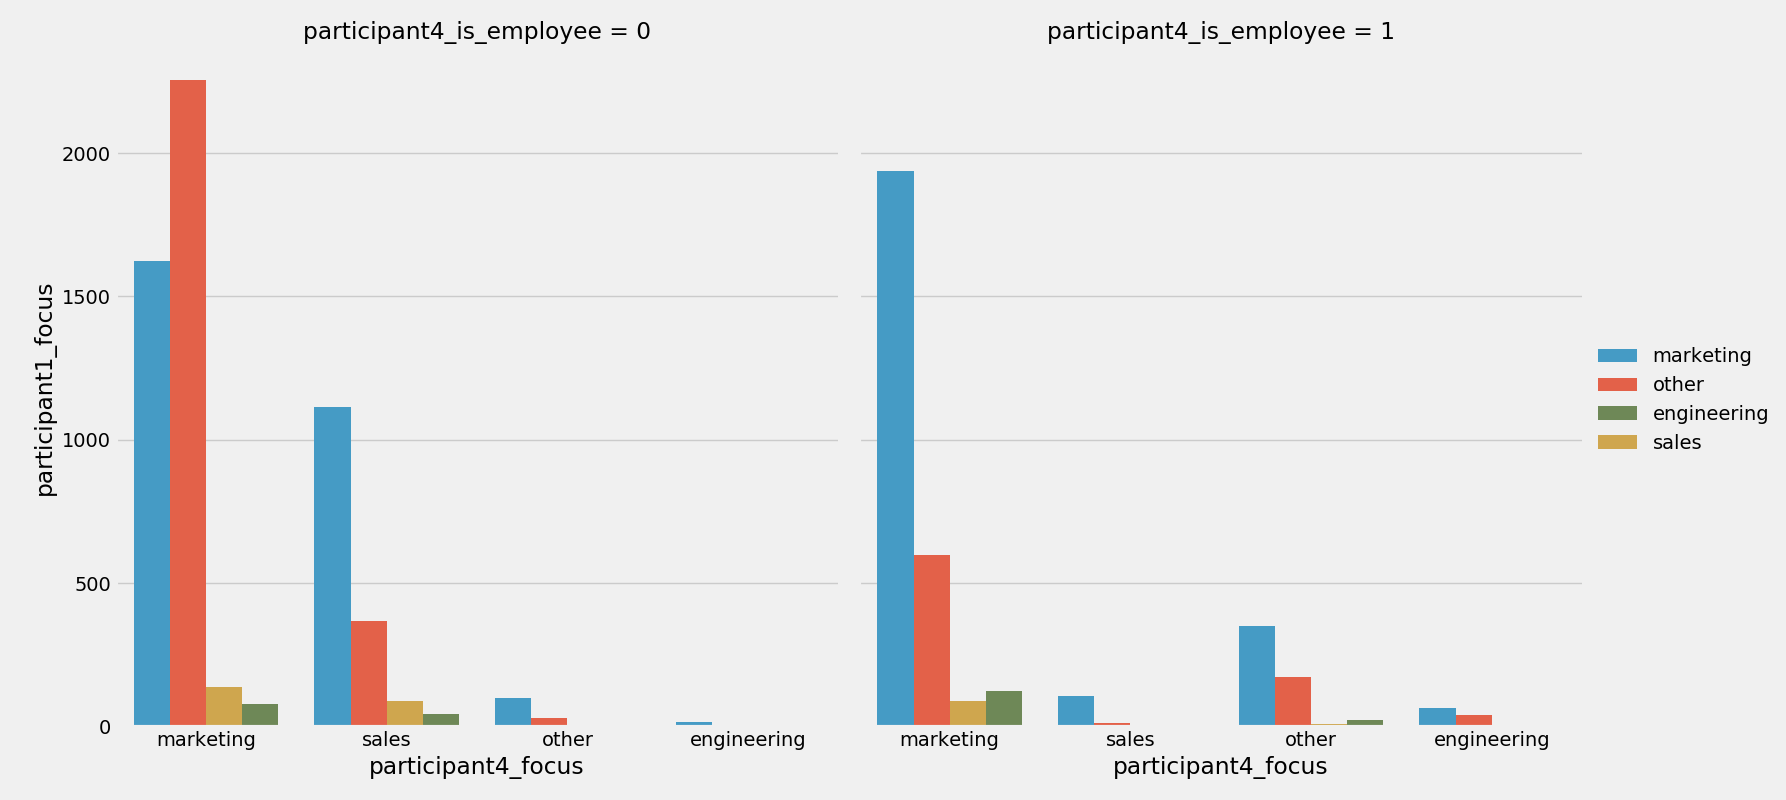 participant4_is_employee = 0
participant4_is_employee = 1
participant1_focus
2000
1500
1000
500
0
marketing
sales
other
engineering
participant4_focus
marketing
sales
other
engineering
participant4_focus
marketing
other
engineering
sales